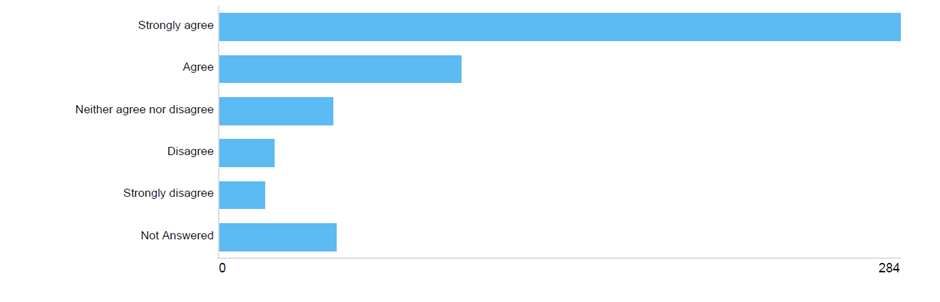 Strongly agree
Agree
Neither agree nor disagree
Disagree
Strongly disagree
Not Answered
0 284